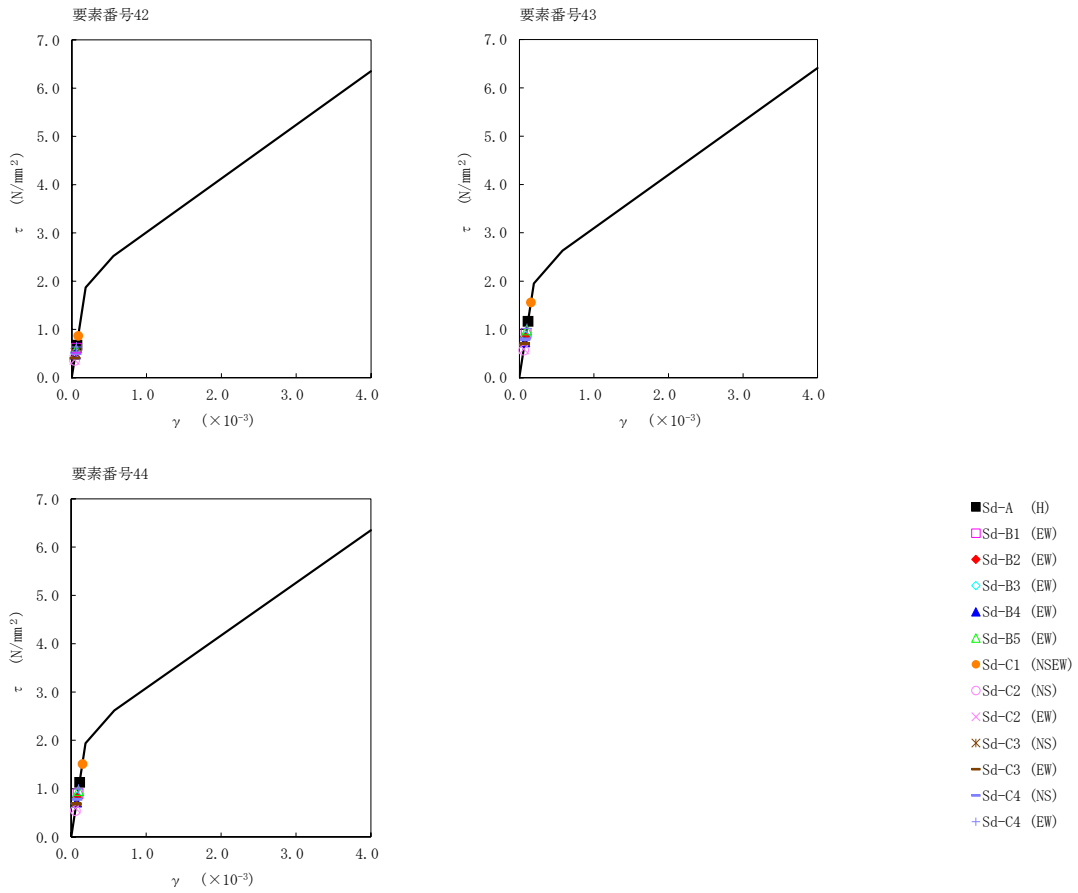 要素番号42
7.0
6.0
5.0
4.0
3.0
2.0
1.0
0.0
τ (N/mm²)
0.0 1.0 2.0 3.0 4.0
γ (×10⁻³)
要素番号43
7.0
6.0
5.0
4.0
3.0
2.0
1.0
0.0
τ (N/mm²)
0.0 1.0 2.0 3.0 4.0
γ (×10⁻³)
要素番号44
7.0
6.0
5.0
4.0
3.0
2.0
1.0
0.0
τ (N/mm²)
0.0 1.0 2.0 3.0 4.0
γ (×10⁻³)
Sd-A (H)
Sd-B1 (EW)
Sd-B2 (EW)
Sd-B3 (EW)
Sd-B4 (EW)
Sd-B5 (EW)
Sd-C1 (NSEW)
Sd-C2 (NS)
Sd-C2 (EW)
Sd-C3 (NS)
Sd-C3 (EW)
Sd-C4 (NS)
Sd-C4 (EW)